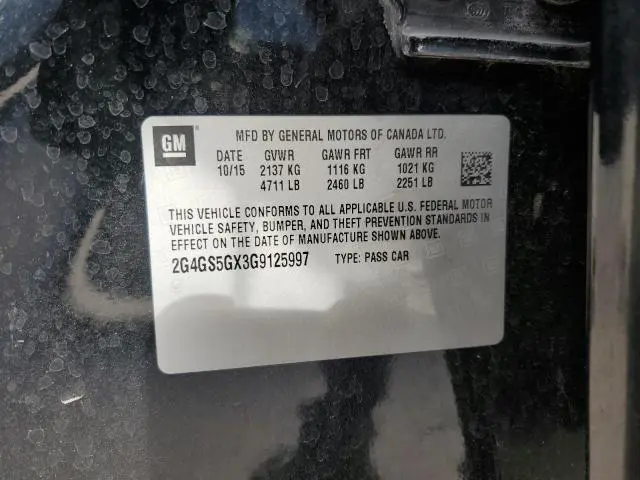 GM
MFD BY GENERAL MOTORS OF CANADA LTD.
DATE GVWR GAWR FRT GAWR RR
10/15 2137 KG 1116 KG 1021 KG
4711 LB 2460 LB 2251 LB
THIS VEHICLE CONFORMS TO ALL APPLICABLE U.S. FEDERAL MOTOR
VEHICLE SAFETY, BUMPER, AND THEFT PREVENTION STANDARDS IN
EFFECT ON THE DATE OF MANUFACTURE SHOWN ABOVE.
2G4GS5GX3G9125997 TYPE: PASS CAR